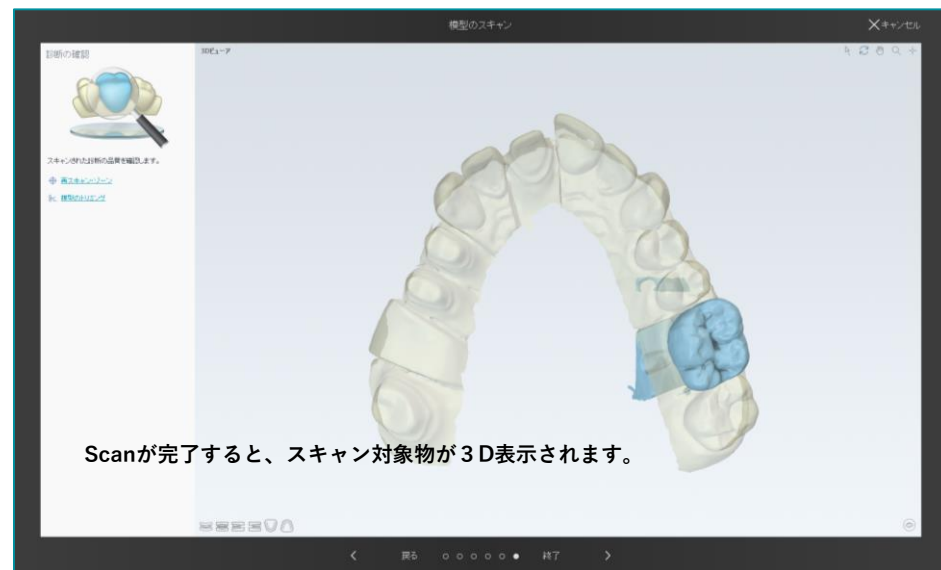 模型のスキャン
キャンセル
診断の確認
3Dビューア
スキャンされた診断の品質を確認します。
再スキャンゾーン
模型のトリミング
Scanが完了すると、スキャン対象物が３D表示されます。
戻る
終了